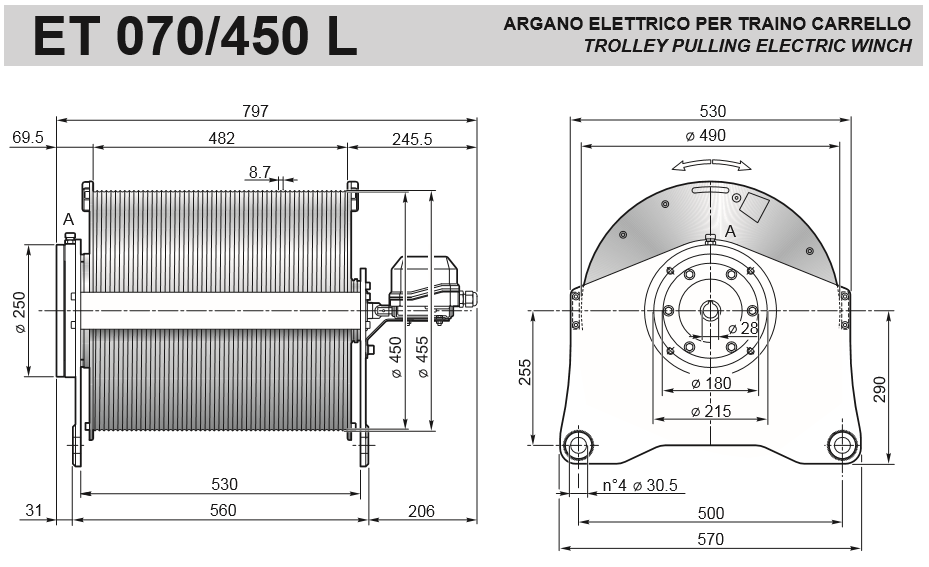 ET 070/450 L
ARGANO ELETTRICO PER TRAINO CARRELLO
TROLLEY PULLING ELECTRIC WINCH
797
69.5
482
245.5
8.7
A
ø 250
ø 450
ø 455
530
31
560
206
530
ø 490
A
ø 28
ø 180
ø 215
255
290
n°4 ø 30.5
500
570